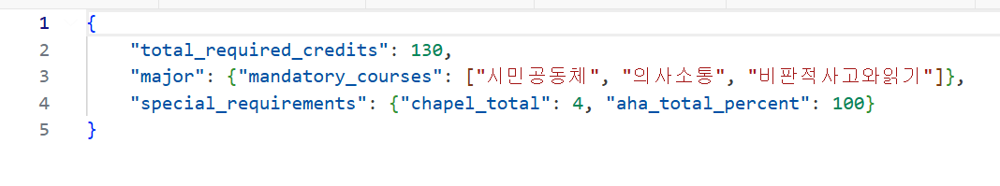 1 {
2 "total_required_credits": 130,
3 "major": {"mandatory_courses": ["시민공동체", "의사소통", "비판적사고와읽기"]},
4 "special_requirements": {"chapel_total": 4, "aha_total_percent": 100}
5 }